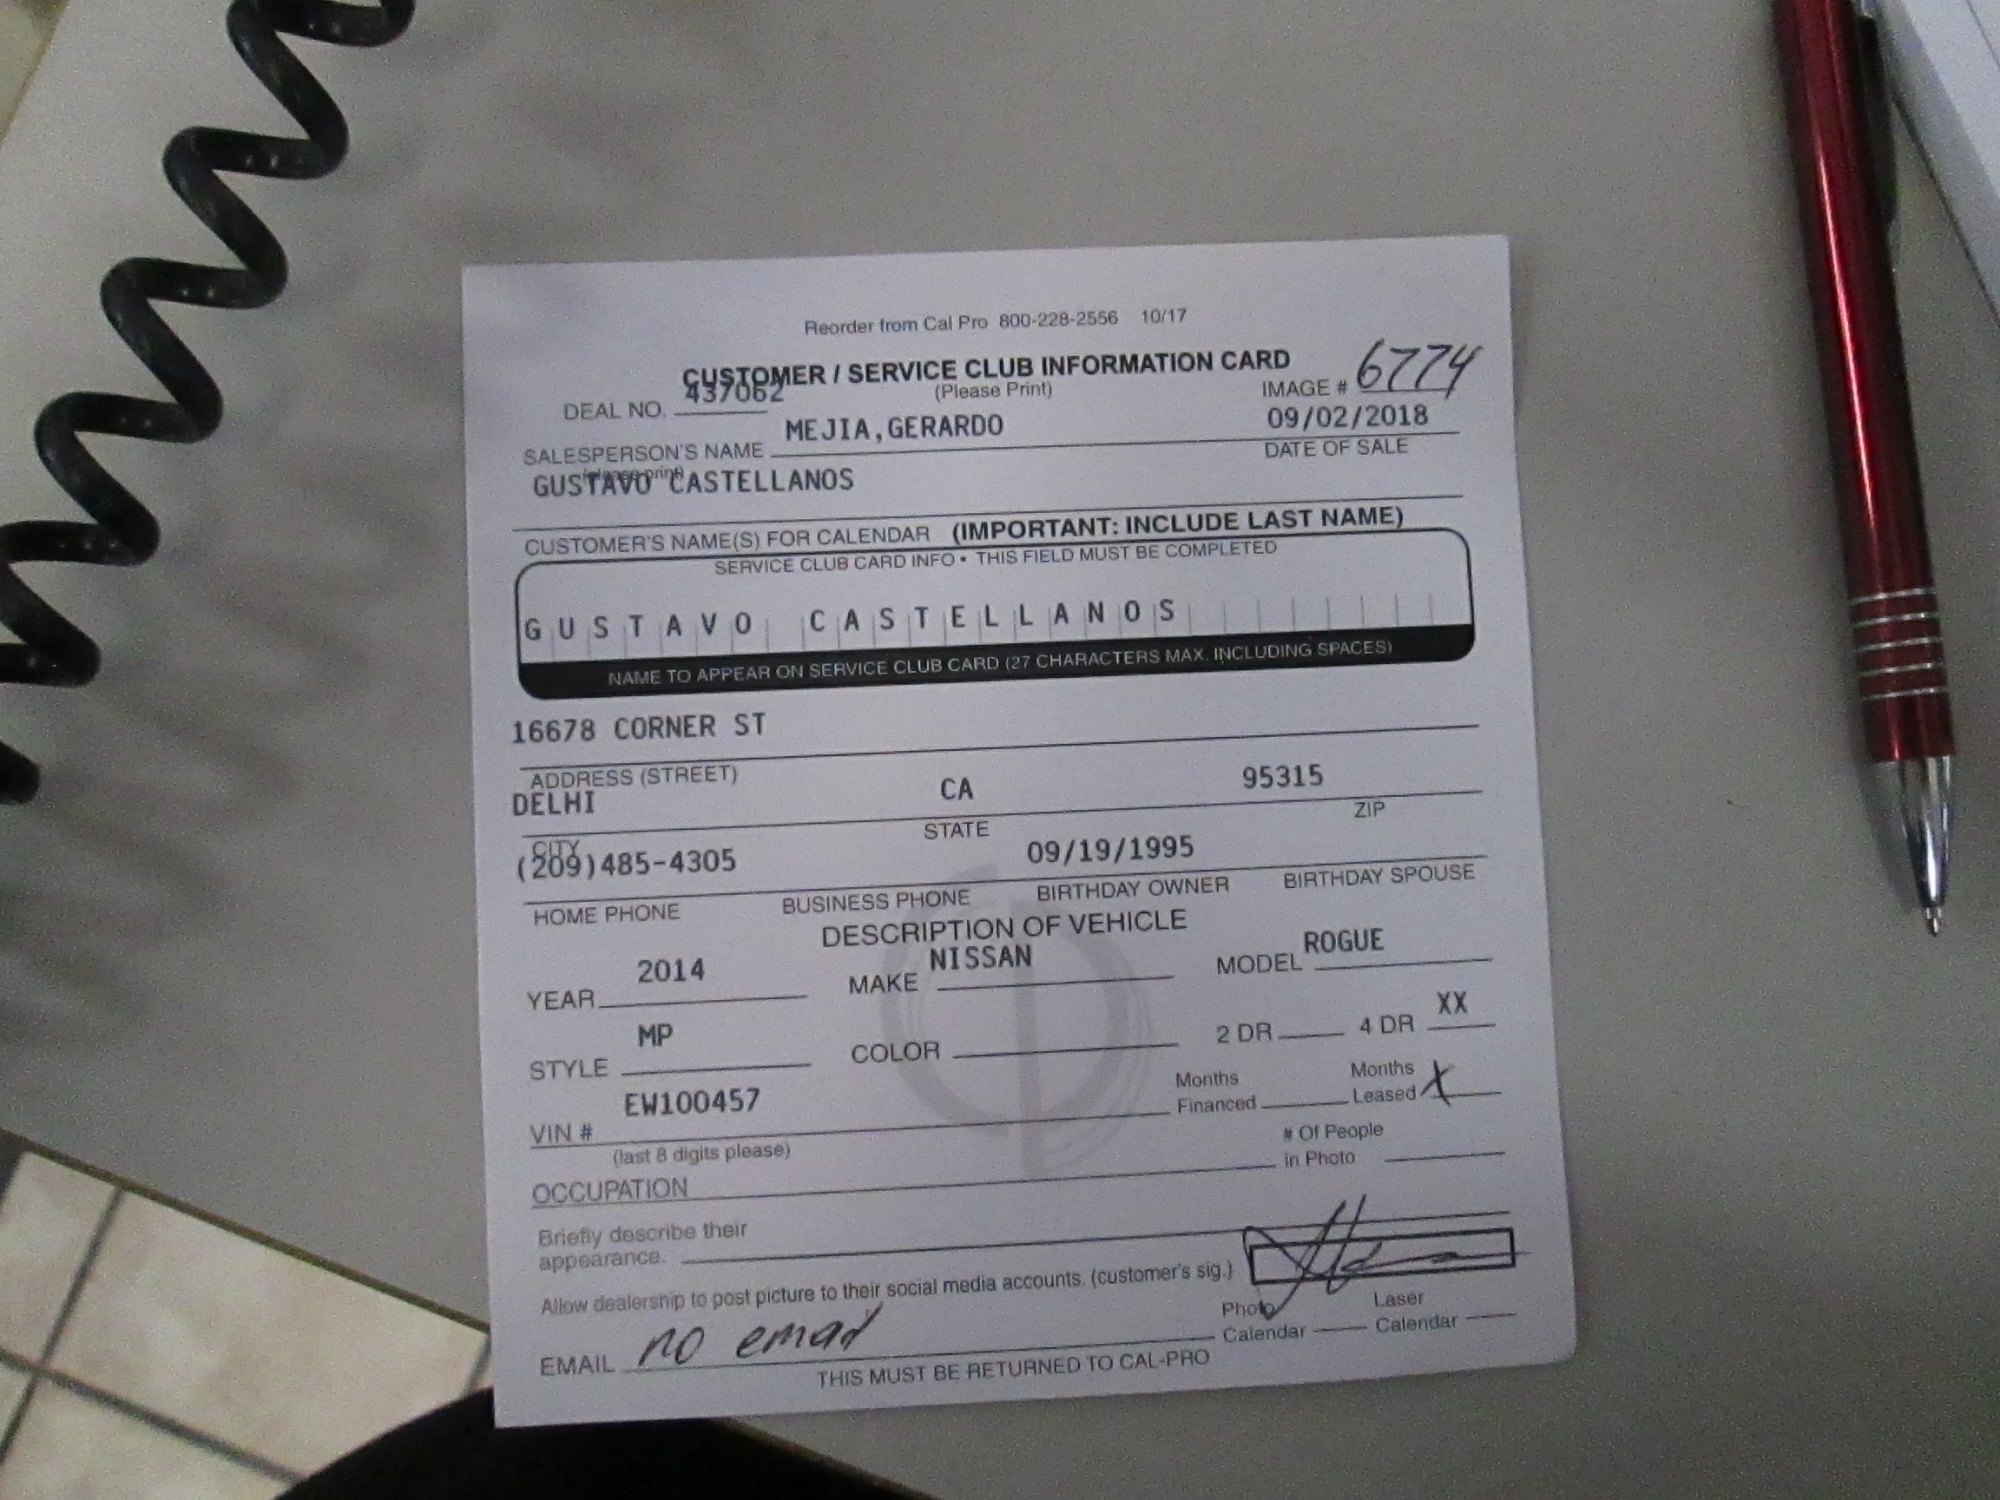 Reorder from Cal Pro 800-228-2556 10/17
CUSTOMER / SERVICE CLUB INFORMATION CARD
(Please Print)
DEAL NO. 437062
IMAGE # 6774
SALESPERSON'S NAME MEJIA,GERARDO
(please print)
09/02/2018
DATE OF SALE
GUSTAVO CASTELLANOS
CUSTOMER'S NAME(S) FOR CALENDAR (IMPORTANT: INCLUDE LAST NAME)
SERVICE CLUB CARD INFO • THIS FIELD MUST BE COMPLETED
GUSTAVO CASTELLANOS
NAME TO APPEAR ON SERVICE CLUB CARD (27 CHARACTERS MAX. INCLUDING SPACES)
16678 CORNER ST
ADDRESS (STREET)
DELHI CA 95315
CITY STATE ZIP
(209)485-4305 09/19/1995
HOME PHONE BUSINESS PHONE BIRTHDAY OWNER BIRTHDAY SPOUSE
DESCRIPTION OF VEHICLE
YEAR 2014 MAKE NISSAN MODEL ROGUE
STYLE MP COLOR 2 DR 4 DR XX
VIN # EW100457 Months Financed Months Leased X
(last 8 digits please)
OCCUPATION # Of People in Photo
Briefly describe their
appearance.
Allow dealership to post picture to their social media accounts. (customer's sig.)
EMAIL no email Photo Calendar Laser Calendar
THIS MUST BE RETURNED TO CAL-PRO